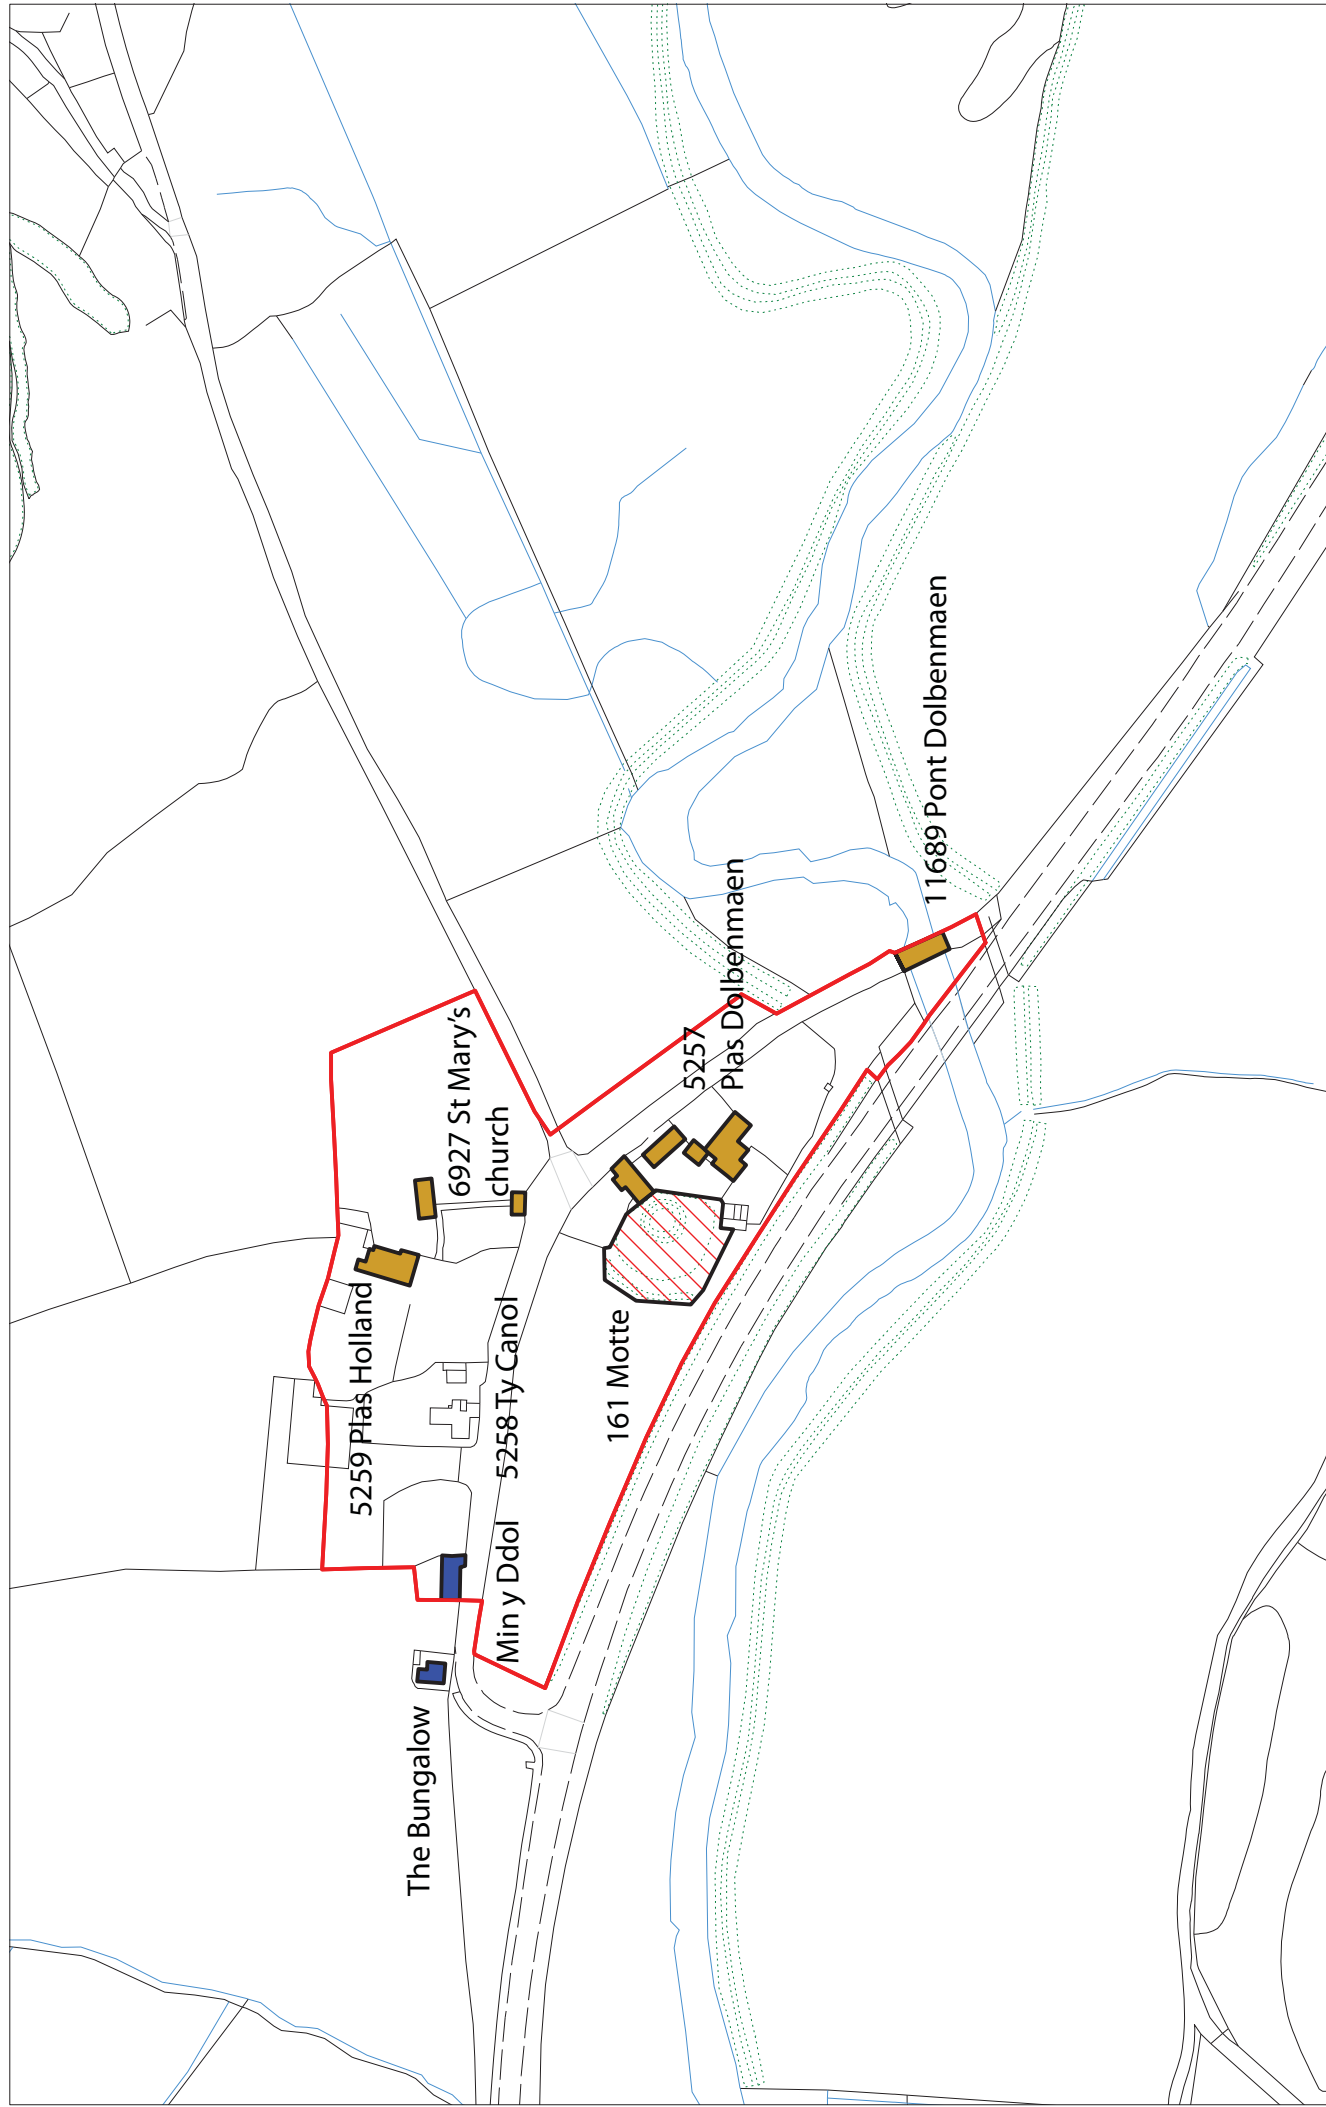 The Bungalow
5259 Plas Holland
6927 St Mary's
church
Min y Ddol
5258 Ty Canol
161 Motte
5257
Plas Dolbenmaen
11689 Pont Dolbenmaen